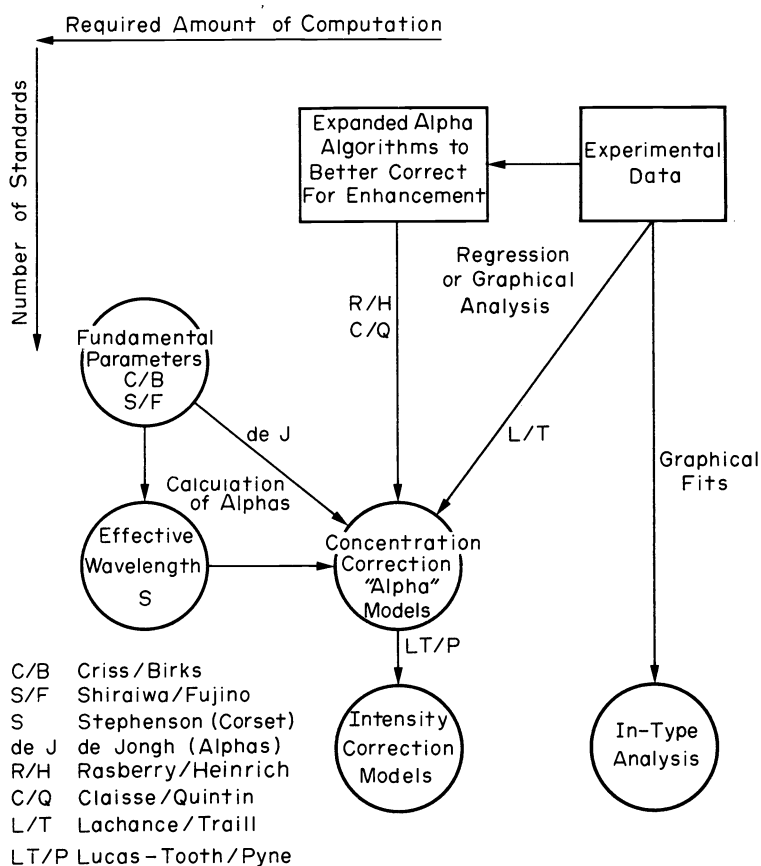 Required Amount of Computation
Number of Standards
Expanded Alpha
Algorithms to
Better Correct
For Enhancement
Experimental
Data
Regression
or Graphical
Analysis
R/H
C/Q
Fundamental
Parameters
C/B
S/F
de J
L/T
Graphical
Fits
Calculation
of Alphas
Effective
Wavelength
S
Concentration
Correction
"Alpha"
Models
LT/P
Intensity
Correction
Models
In-Type
Analysis
C/B Criss/Birks
S/F Shiraiwa/Fujino
S Stephenson (Corset)
de J de Jongh (Alphas)
R/H Rasberry/Heinrich
C/Q Claisse/Quintin
L/T Lachance/Traill
LT/P Lucas-Tooth/Pyne